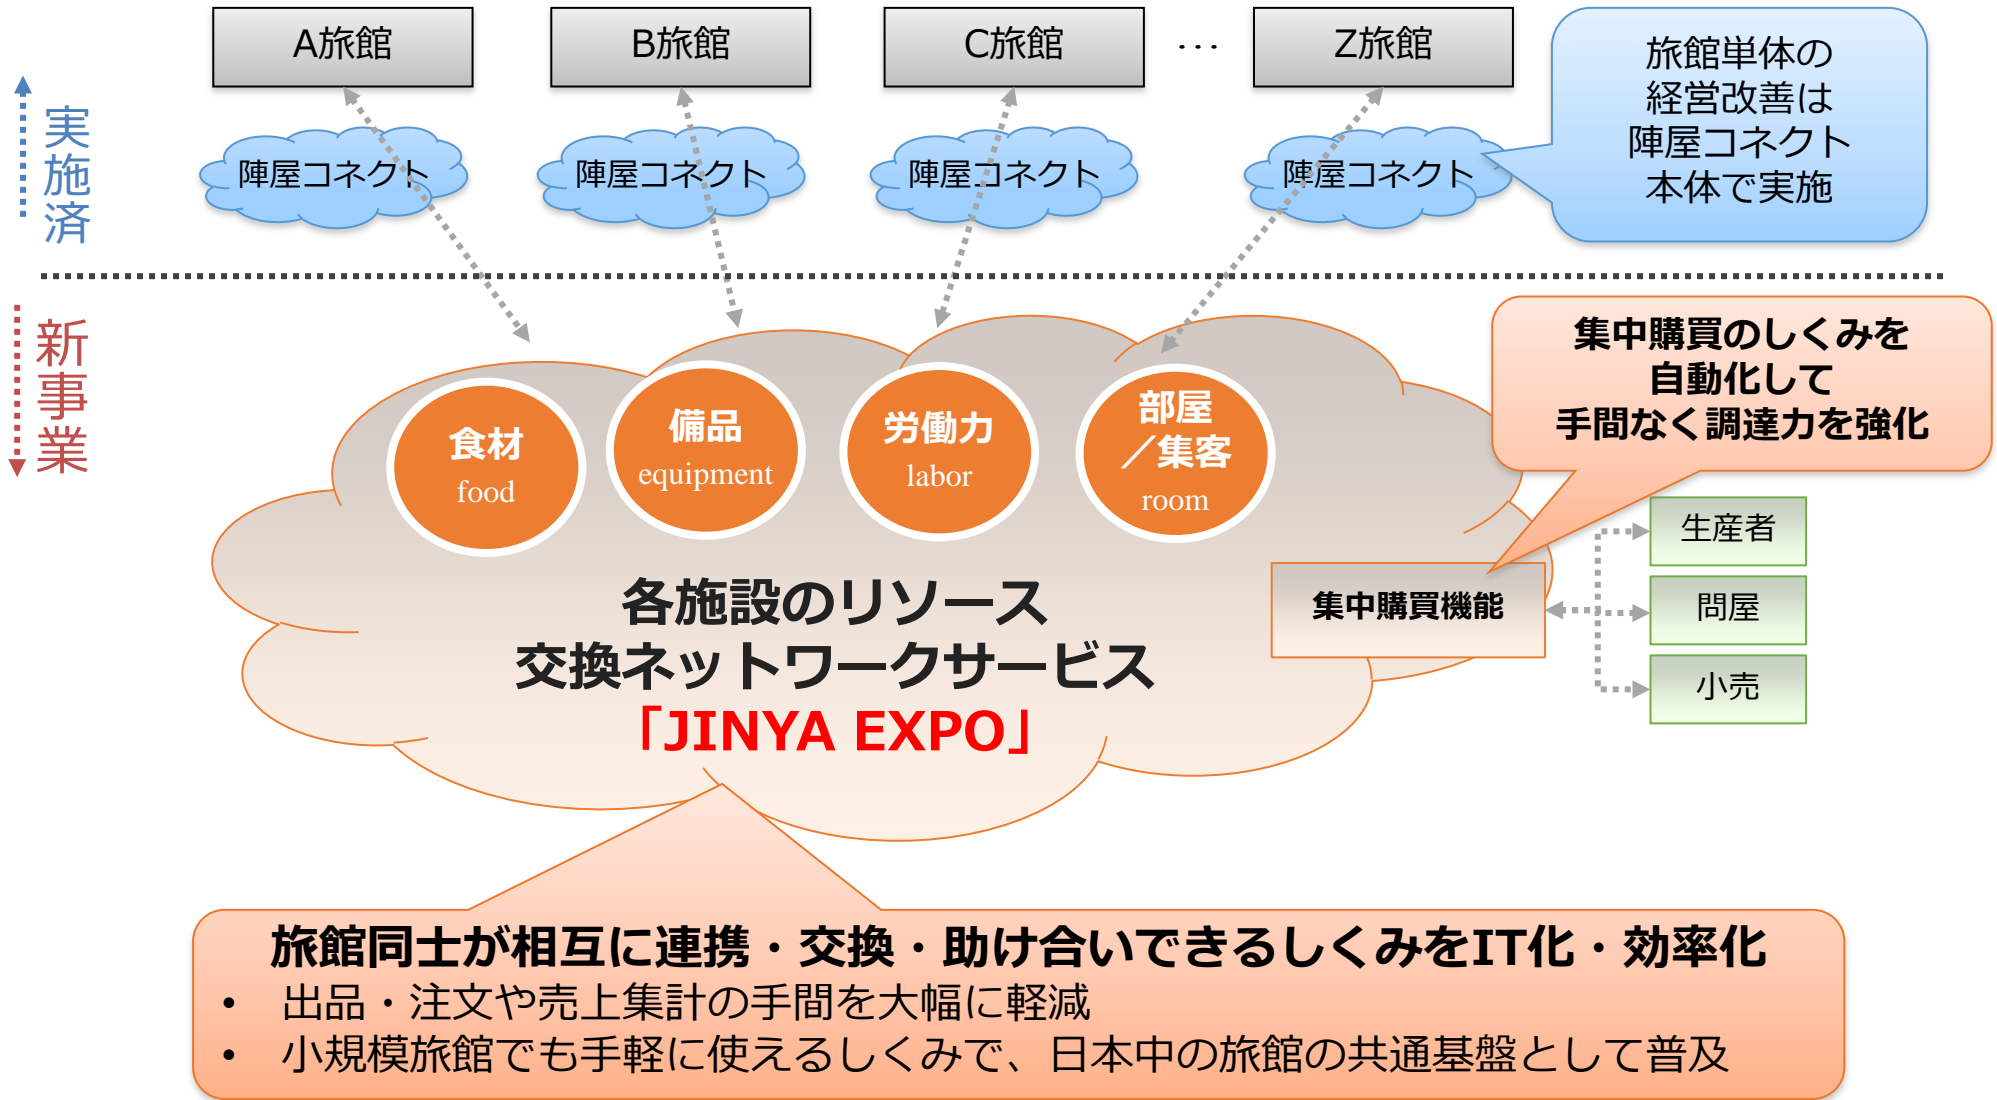 A旅館
B旅館
C旅館
…
Z旅館
旅館単体の
経営改善は
陣屋コネクト
本体で実施
実施済
陣屋コネクト
陣屋コネクト
陣屋コネクト
陣屋コネクト
新事業
集中購買のしくみを
自動化して
手間なく調達力を強化
食材
food
備品
equipment
労働力
labor
部屋
／集客
room
生産者
問屋
小売
集中購買機能
各施設のリソース
交換ネットワークサービス
「JINYA EXPO」
旅館同士が相互に連携・交換・助け合いできるしくみをIT化・効率化
• 出品・注文や売上集計の手間を大幅に軽減
• 小規模旅館でも手軽に使えるしくみで、日本中の旅館の共通基盤として普及